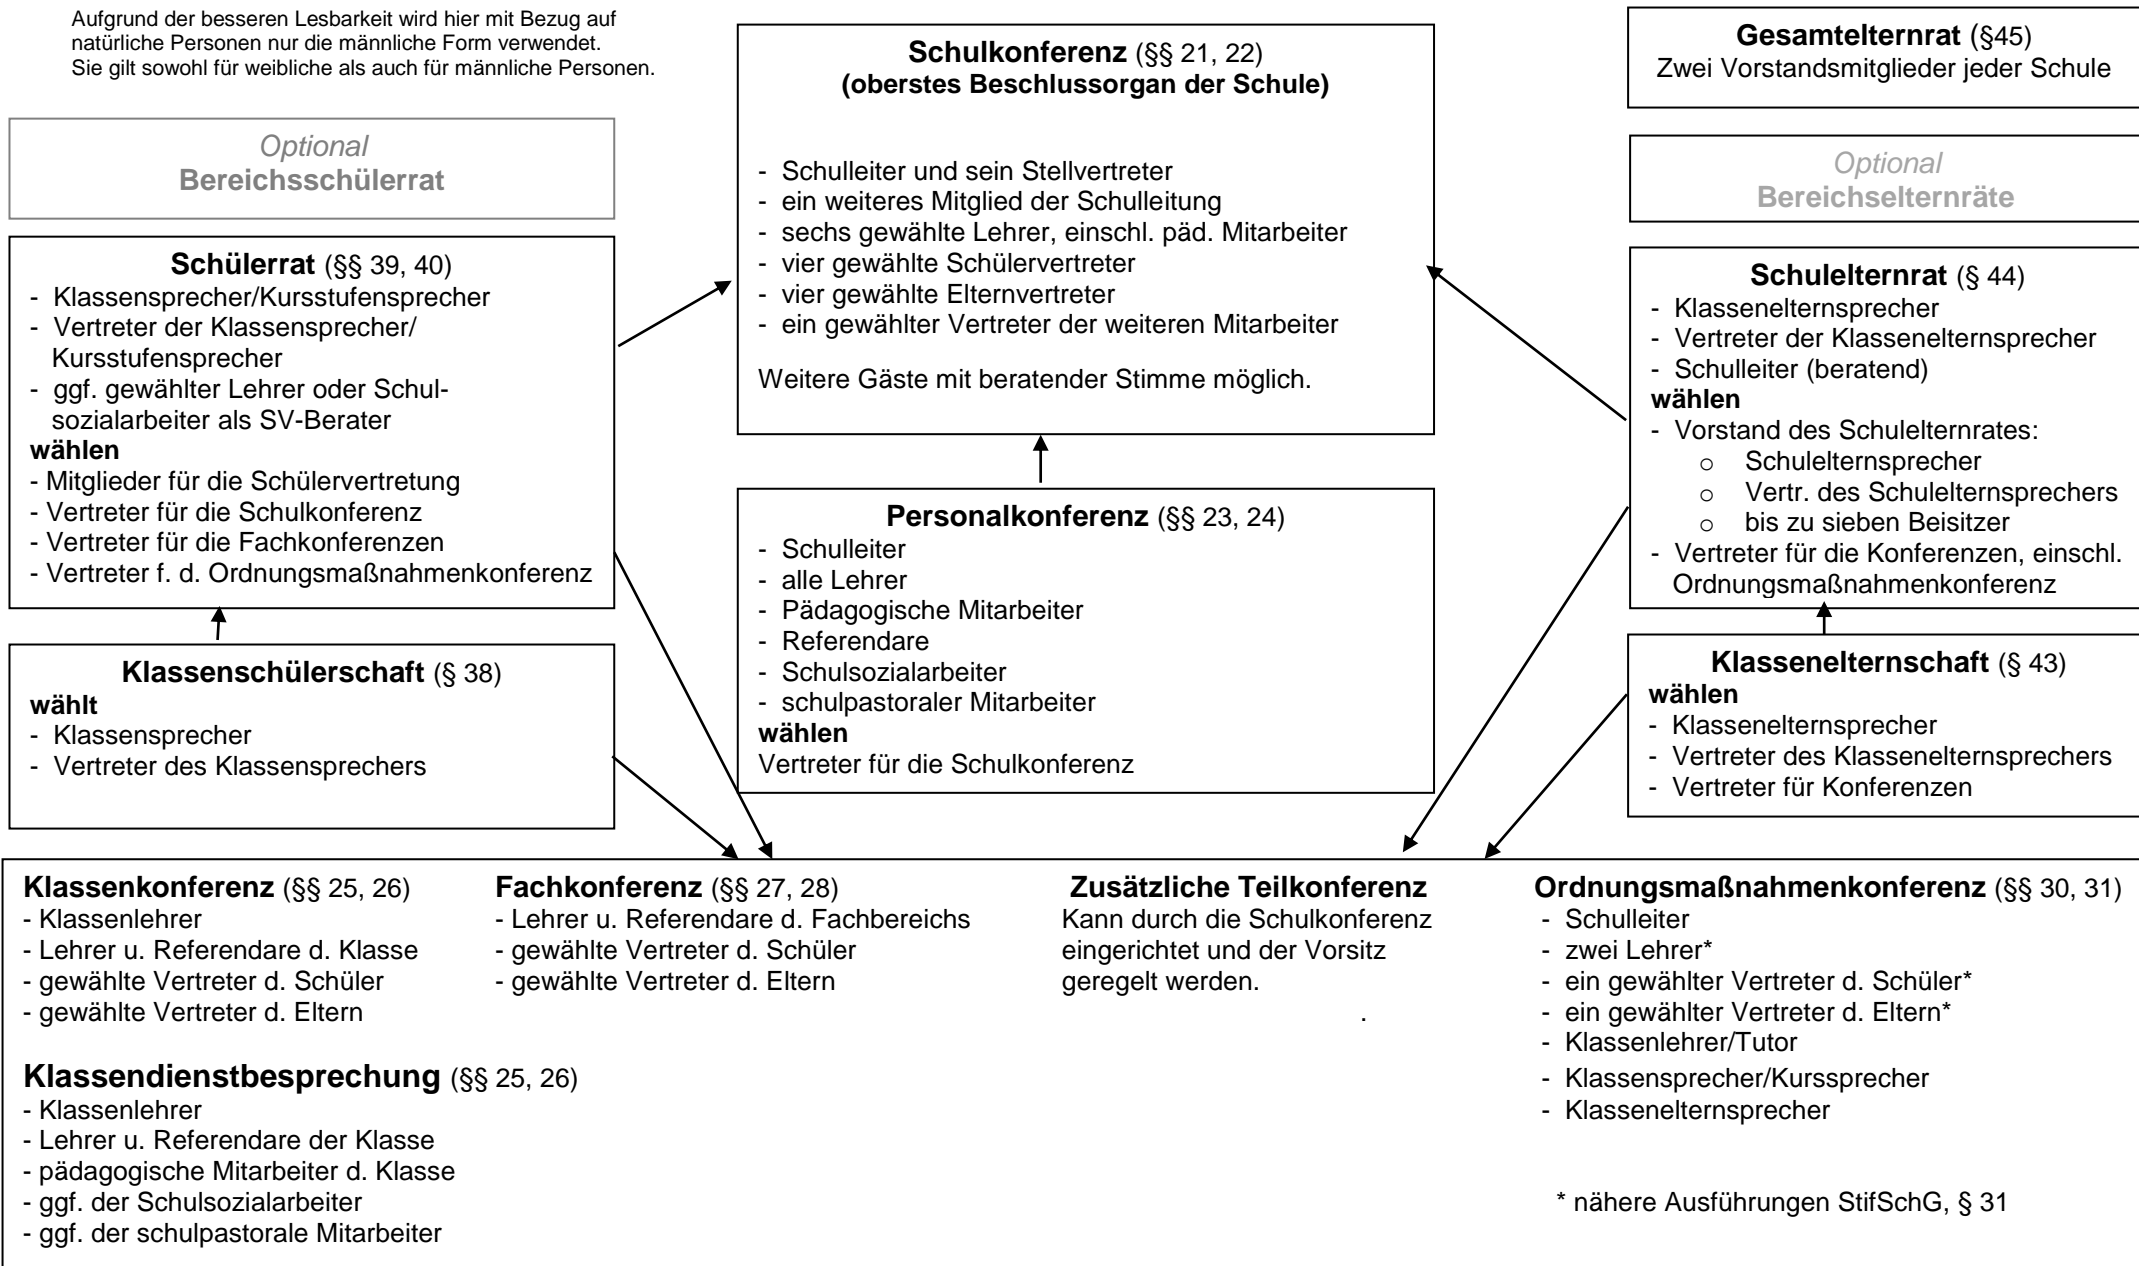 Aufgrund der besseren Lesbarkeit wird hier mit Bezug auf
natürliche Personen nur die männliche Form verwendet.
Sie gilt sowohl für weibliche als auch für männliche Personen.
Optional
Bereichsschülerrat
Schülerrat (§§ 39, 40)
- Klassensprecher/Kursstufensprecher
- Vertreter der Klassensprecher/
Kursstufensprecher
- ggf. gewählter Lehrer oder Schul-
sozialarbeiter als SV-Berater
wählen
- Mitglieder für die Schülervertretung
- Vertreter für die Schulkonferenz
- Vertreter für die Fachkonferenzen
- Vertreter f. d. Ordnungsmaßnahmenkonferenz
Klassenschülerschaft (§ 38)
wählt
- Klassensprecher
- Vertreter des Klassensprechers
Schulkonferenz (§§ 21, 22)
(oberstes Beschlussorgan der Schule)
- Schulleiter und sein Stellvertreter
- ein weiteres Mitglied der Schulleitung
- sechs gewählte Lehrer, einschl. päd. Mitarbeiter
- vier gewählte Schülervertreter
- vier gewählte Elternvertreter
- ein gewählter Vertreter der weiteren Mitarbeiter
Weitere Gäste mit beratender Stimme möglich.
Personalkonferenz (§§ 23, 24)
- Schulleiter
- alle Lehrer
- Pädagogische Mitarbeiter
- Referendare
- Schulsozialarbeiter
- schulpastoraler Mitarbeiter
wählen
Vertreter für die Schulkonferenz
Gesamtelternrat (§45)
Zwei Vorstandsmitglieder jeder Schule
Optional
Bereichselternräte
Schulelternrat (§ 44)
- Klassenelternsprecher
- Vertreter der Klassenelternsprecher
- Schulleiter (beratend)
wählen
- Vorstand des Schulelternrates:
o Schulelternsprecher
o Vertr. des Schulelternsprechers
o bis zu sieben Beisitzer
- Vertreter für die Konferenzen, einschl.
Ordnungsmaßnahmenkonferenz
Klassenelternschaft (§ 43)
wählen
- Klassenelternsprecher
- Vertreter des Klassenelternsprechers
- Vertreter für Konferenzen
Klassenkonferenz (§§ 25, 26)
- Klassenlehrer
- Lehrer u. Referendare d. Klasse
- gewählte Vertreter d. Schüler
- gewählte Vertreter d. Eltern
Klassendienstbesprechung (§§ 25, 26)
- Klassenlehrer
- Lehrer u. Referendare der Klasse
- pädagogische Mitarbeiter d. Klasse
- ggf. der Schulsozialarbeiter
- ggf. der schulpastorale Mitarbeiter
Fachkonferenz (§§ 27, 28)
- Lehrer u. Referendare d. Fachbereichs
- gewählte Vertreter d. Schüler
- gewählte Vertreter d. Eltern
Zusätzliche Teilkonferenz
Kann durch die Schulkonferenz
eingerichtet und der Vorsitz
geregelt werden.
.
Ordnungsmaßnahmenkonferenz (§§ 30, 31)
- Schulleiter
- zwei Lehrer*
- ein gewählter Vertreter d. Schüler*
- ein gewählter Vertreter d. Eltern*
- Klassenlehrer/Tutor
- Klassensprecher/Kurssprecher
- Klassenelternsprecher
* nähere Ausführungen StifSchG, § 31